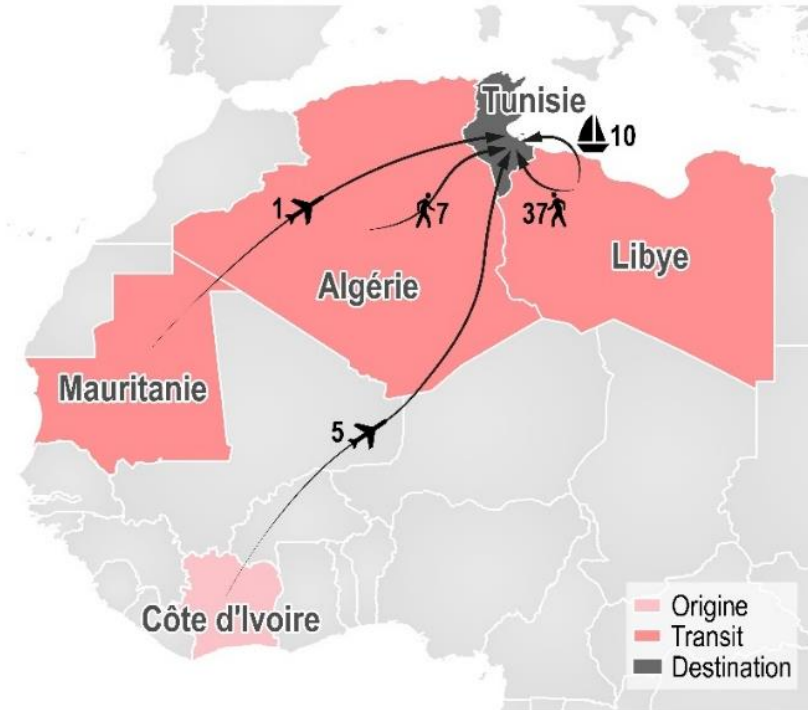 Tunisie
10
1
7
37
Libye
Algérie
Mauritanie
5
Côte d'Ivoire
Origine
Transit
Destination